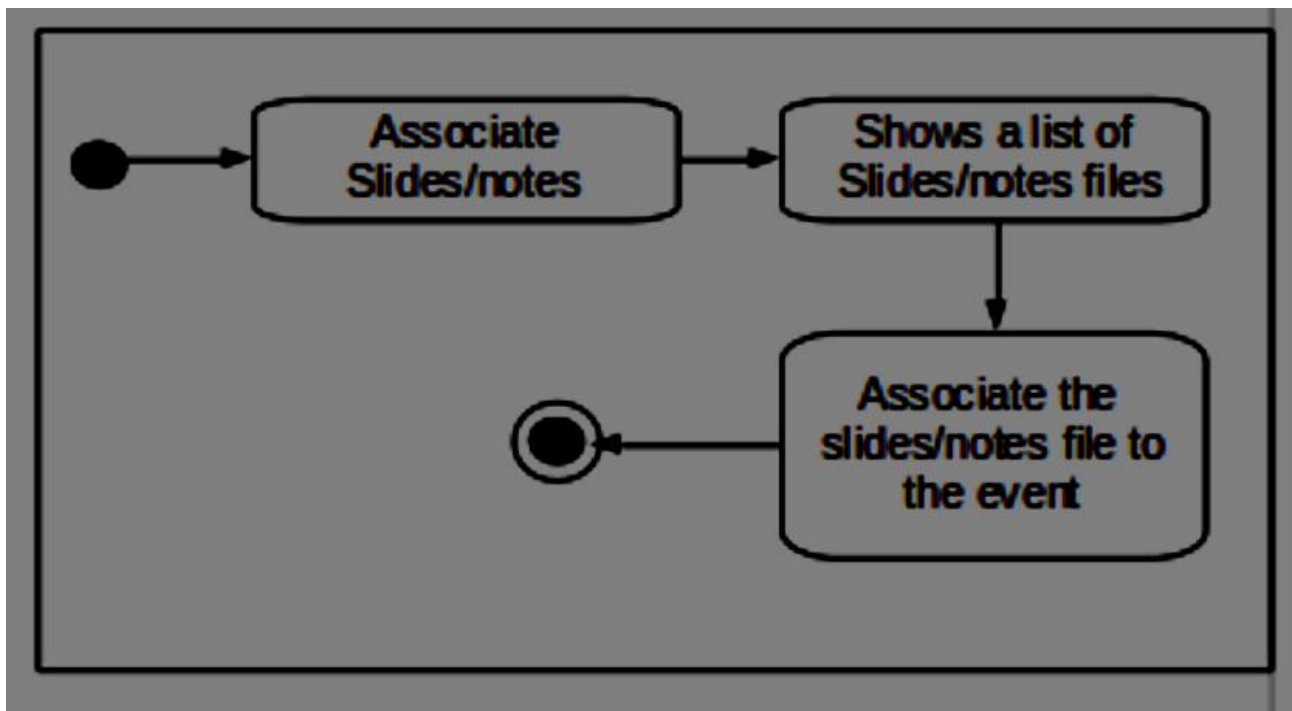 Associate
Slides/notes
Shows a list of
Slides/notes files
Associate the
slides/notes file to
the event